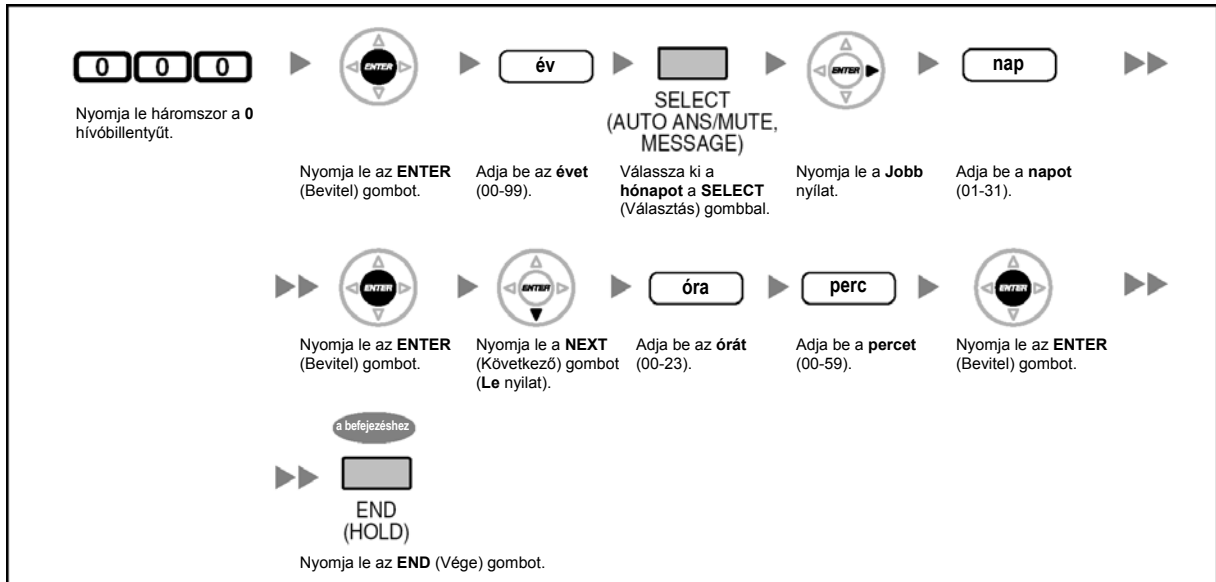 0 0 0
ENTER
év
SELECT
(AUTO ANS/MUTE,
MESSAGE)
ENTER
nap
Nyomja le háromszor a 0
hívóbillentyűt.
Nyomja le az ENTER
(Bevitel) gombot.
Adja be az évet
(00-99).
Válassza ki a
hónapot a SELECT
(Választás) gombbal.
Nyomja le a Jobb
nyílat.
Adja be a napot
(01-31).
ENTER
ENTER
óra
perc
ENTER
Nyomja le az ENTER
(Bevitel) gombot.
Nyomja le a NEXT
(Következő) gombot
(Le nyilat).
Adja be az órát
(00-23).
Adja be a percet
(00-59).
Nyomja le az ENTER
(Bevitel) gombot.
a befejezéshez
END
(HOLD)
Nyomja le az END (Vége) gombot.